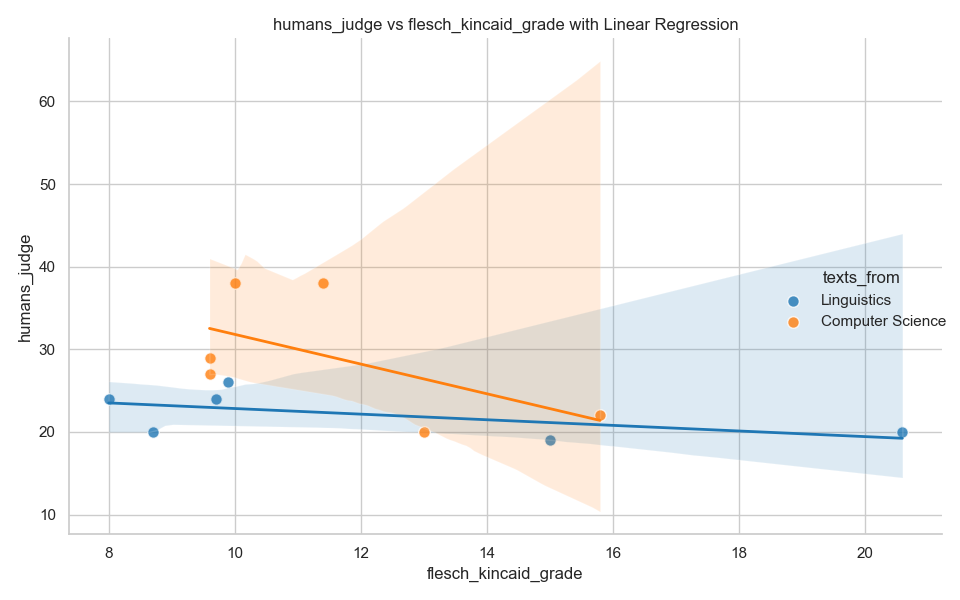 humans_judge vs flesch_kincaid_grade with Linear Regression
humans_judge
60
50
40
30
20
10
texts_from
Linguistics
Computer Science
8 10 12 14 16 18 20
flesch_kincaid_grade